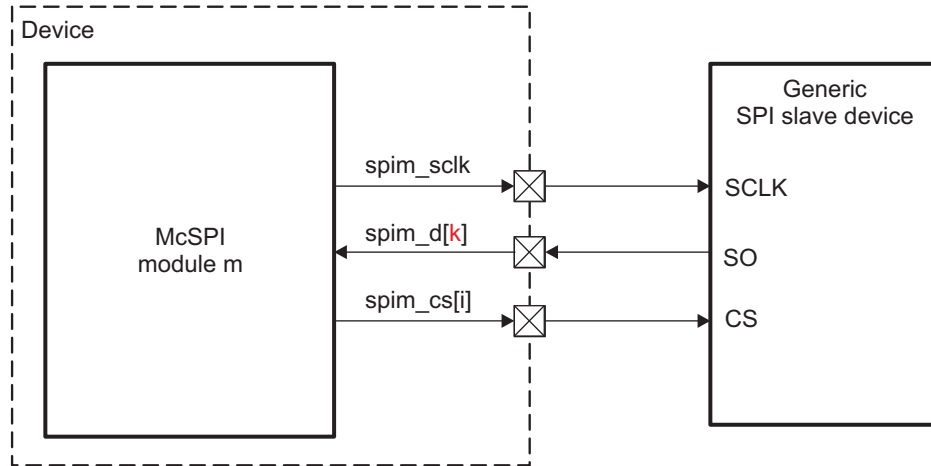 Device
Generic
SPI slave device
spim_sclk
SCLK
McSPI
module m
spim_d[k]
SO
spim_cs[i]
CS